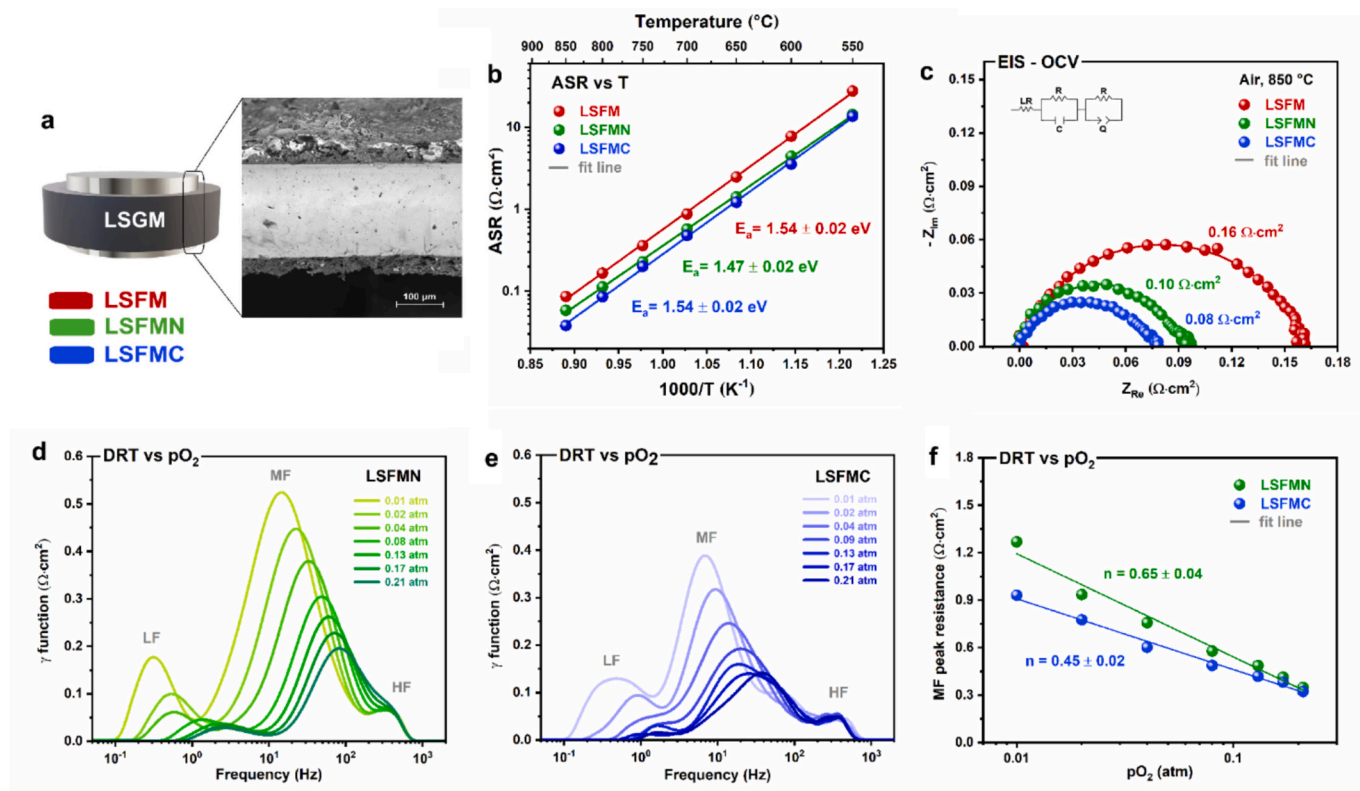 a
LSGM
100 µm
LSFM
LSFMN
LSFMC
Temperature (°C)
900 850 800 750 700 650 600 550
b
ASR vs T
LSFM
LSFMN
LSFMC
fit line
10
1
0.1
ASR (Ω·cm²)
Eₐ= 1.54 ± 0.02 eV
Eₐ= 1.47 ± 0.02 eV
Eₐ= 1.54 ± 0.02 eV
0.85 0.90 0.95 1.00 1.05 1.10 1.15 1.20 1.25
1000/T (K⁻¹)
c
EIS - OCV
Air, 850 °C
LR R R
C Q
LSFM
LSFMN
LSFMC
fit line
0.15
0.12
0.09
0.06
0.03
0.00
- Zᵢₘ (Ω·cm²)
0.16 Ω·cm²
0.10 Ω·cm²
0.08 Ω·cm²
0.00 0.03 0.06 0.09 0.12 0.15 0.18
Z_Re (Ω·cm²)
d
DRT vs pO₂
LSFMN
0.01 atm
0.02 atm
0.04 atm
0.08 atm
0.13 atm
0.17 atm
0.21 atm
LF
MF
HF
0.6
0.5
0.4
0.3
0.2
0.1
0.0
γ function (Ω·cm²)
10⁻¹ 10⁰ 10¹ 10² 10³
Frequency (Hz)
e
DRT vs pO₂
LSFMC
0.01 atm
0.02 atm
0.04 atm
0.09 atm
0.13 atm
0.17 atm
0.21 atm
LF
MF
HF
0.6
0.5
0.4
0.3
0.2
0.1
0.0
γ function (Ω·cm²)
10⁻¹ 10⁰ 10¹ 10² 10³
Frequency (Hz)
f
DRT vs pO₂
LSFMN
LSFMC
fit line
1.8
1.5
1.2
0.9
0.6
0.3
0.0
MF peak resistance (Ω·cm²)
n = 0.65 ± 0.04
n = 0.45 ± 0.02
0.01 0.1
pO₂ (atm)